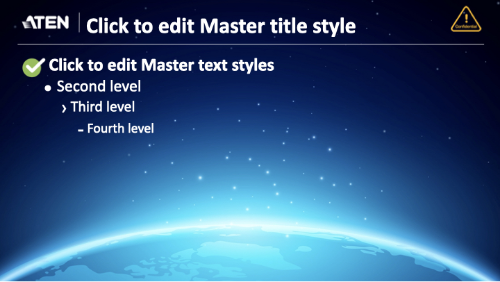 ATEN
Click to edit Master title style
!
Confidential
Click to edit Master text styles
Second level
Third level
Fourth level